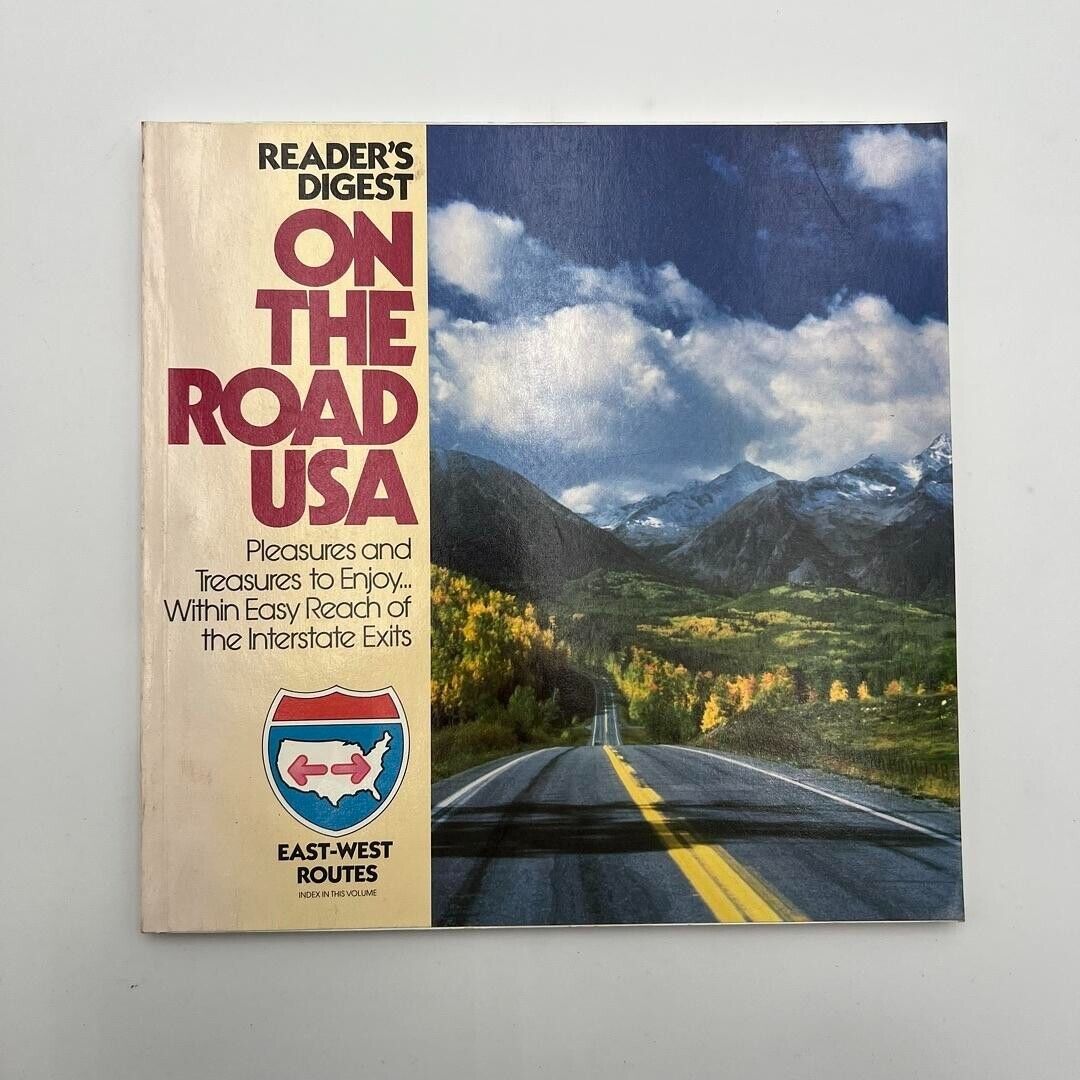 READER'S
DIGEST
ON
THE
ROAD
USA
Pleasures and
Treasures to Enjoy...
Within Easy Reach of
the Interstate Exits
EAST-WEST
ROUTES
INDEX IN THIS VOLUME